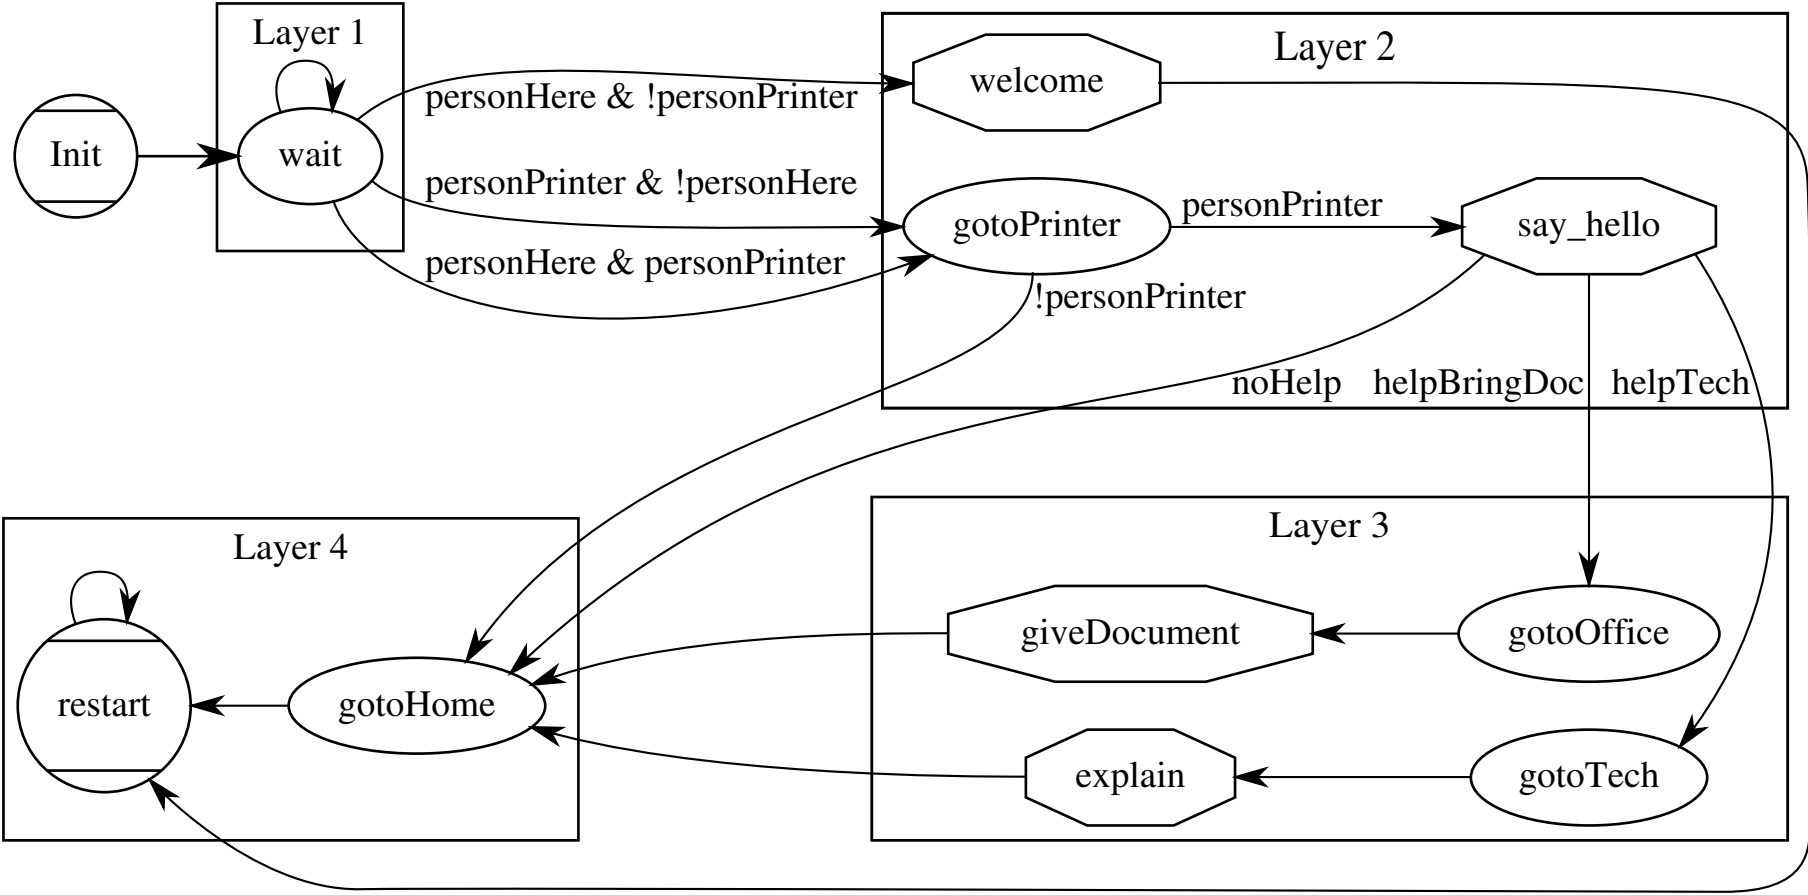 Layer 1
Layer 2
welcome
personHere & !personPrinter
Init
wait
personPrinter & !personHere
gotoPrinter
personPrinter
say_hello
personHere & personPrinter
!personPrinter
noHelp
helpBringDoc
helpTech
Layer 3
Layer 4
giveDocument
gotoOffice
restart
gotoHome
explain
gotoTech